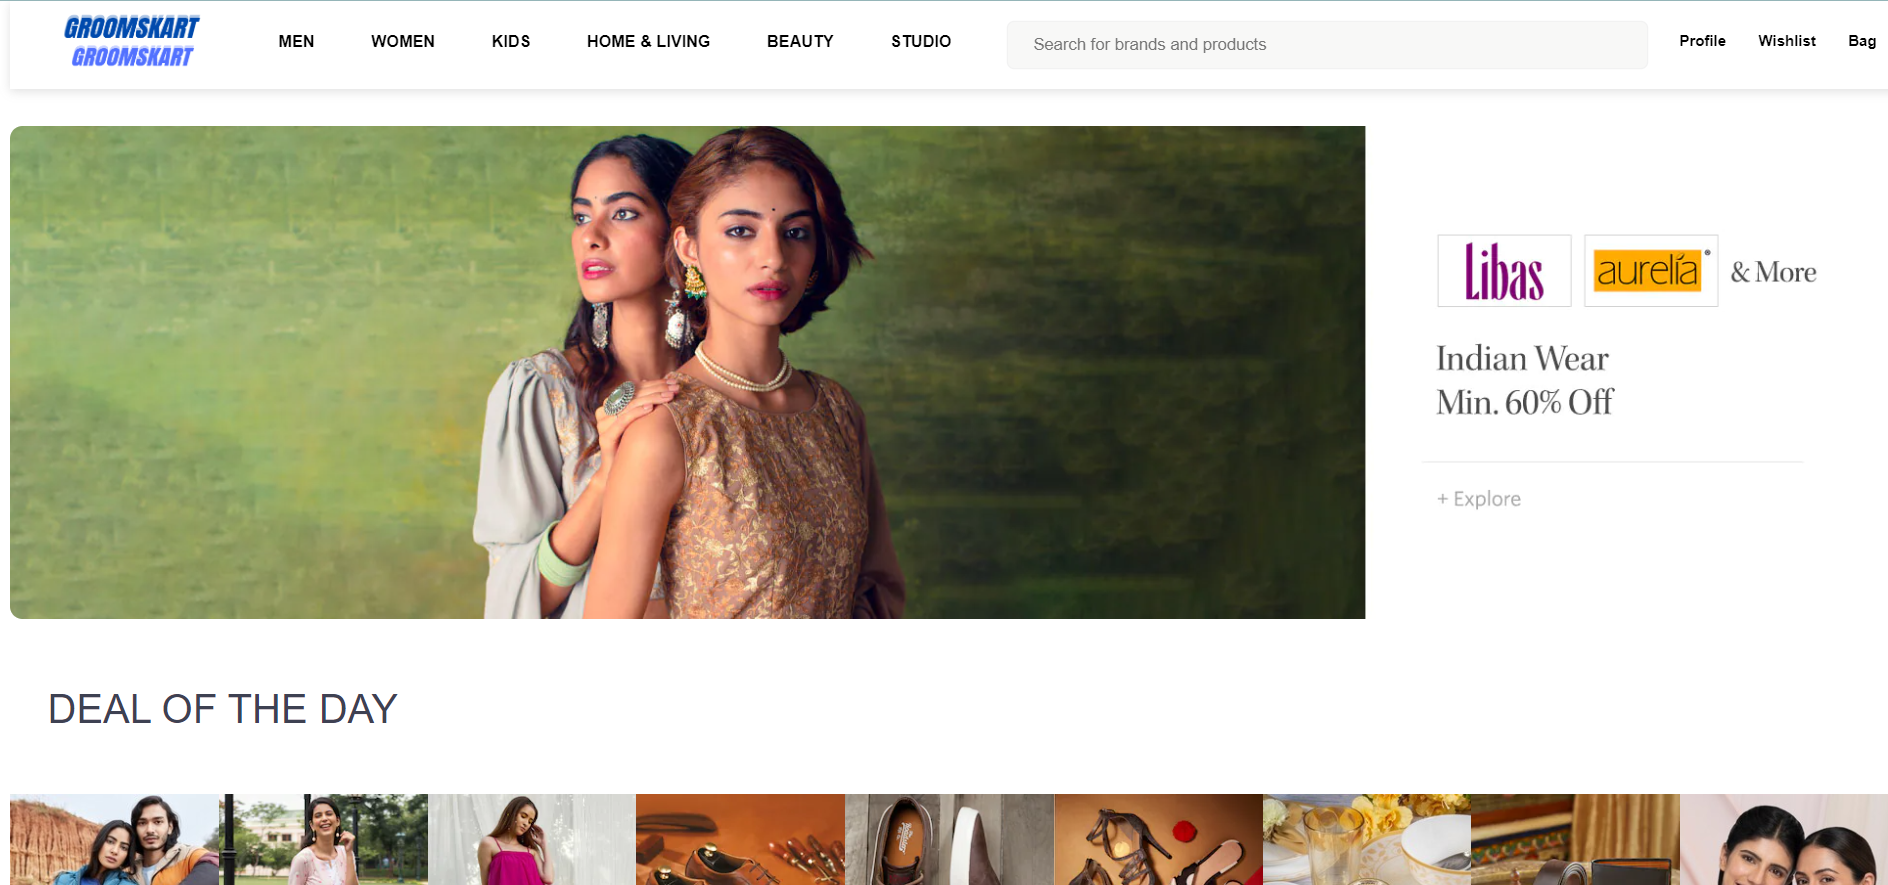 GROOMSKART
GROOMSKART
MEN WOMEN KIDS HOME & LIVING BEAUTY STUDIO
Search for brands and products
Profile Wishlist Bag
Libas aurelia® & More
Indian Wear
Min. 60% Off
+ Explore
DEAL OF THE DAY